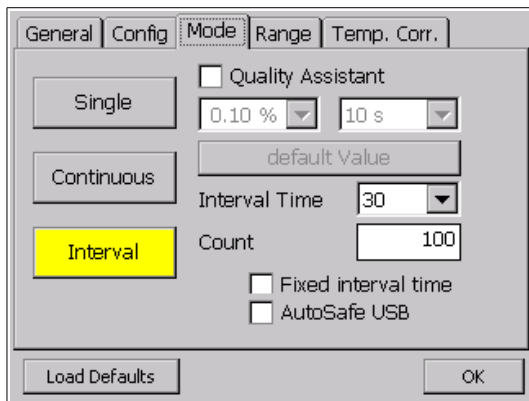 General Config Mode Range Temp. Corr.
Quality Assistant
Single
0.10 % 10 s
default Value
Continuous
Interval Time 30
Interval
Count 100
Fixed interval time
AutoSafe USB
Load Defaults OK